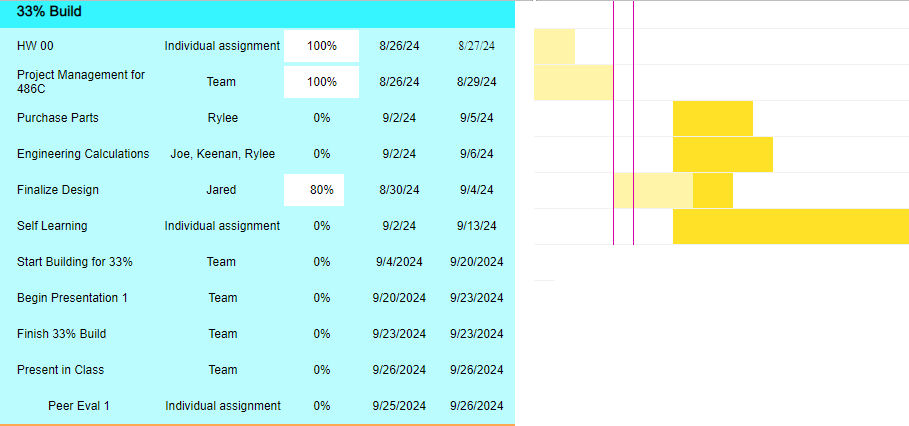 33% Build
HW 00 Individual assignment 100% 8/26/24 8/27/24
Project Management for
486C Team 100% 8/26/24 8/29/24
Purchase Parts Rylee 0% 9/2/24 9/5/24
Engineering Calculations Joe, Keenan, Rylee 0% 9/2/24 9/6/24
Finalize Design Jared 80% 8/30/24 9/4/24
Self Learning Individual assignment 0% 9/2/24 9/13/24
Start Building for 33% Team 0% 9/4/2024 9/20/2024
Begin Presentation 1 Team 0% 9/20/2024 9/23/2024
Finish 33% Build Team 0% 9/23/2024 9/23/2024
Present in Class Team 0% 9/26/2024 9/26/2024
Peer Eval 1 Individual assignment 0% 9/25/2024 9/26/2024